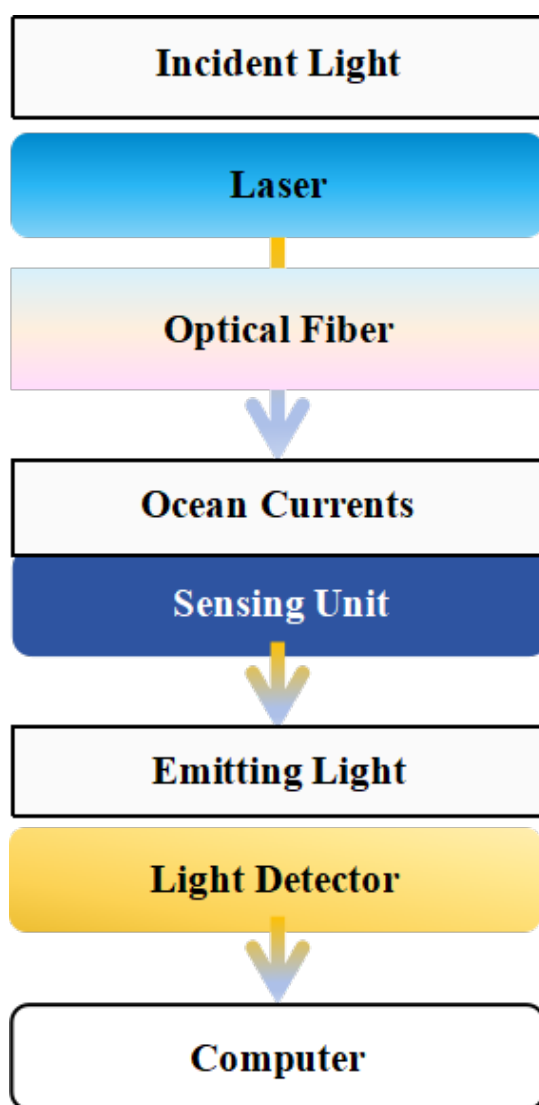 Incident Light
Laser
Optical Fiber
Ocean Currents
Sensing Unit
Emitting Light
Light Detector
Computer